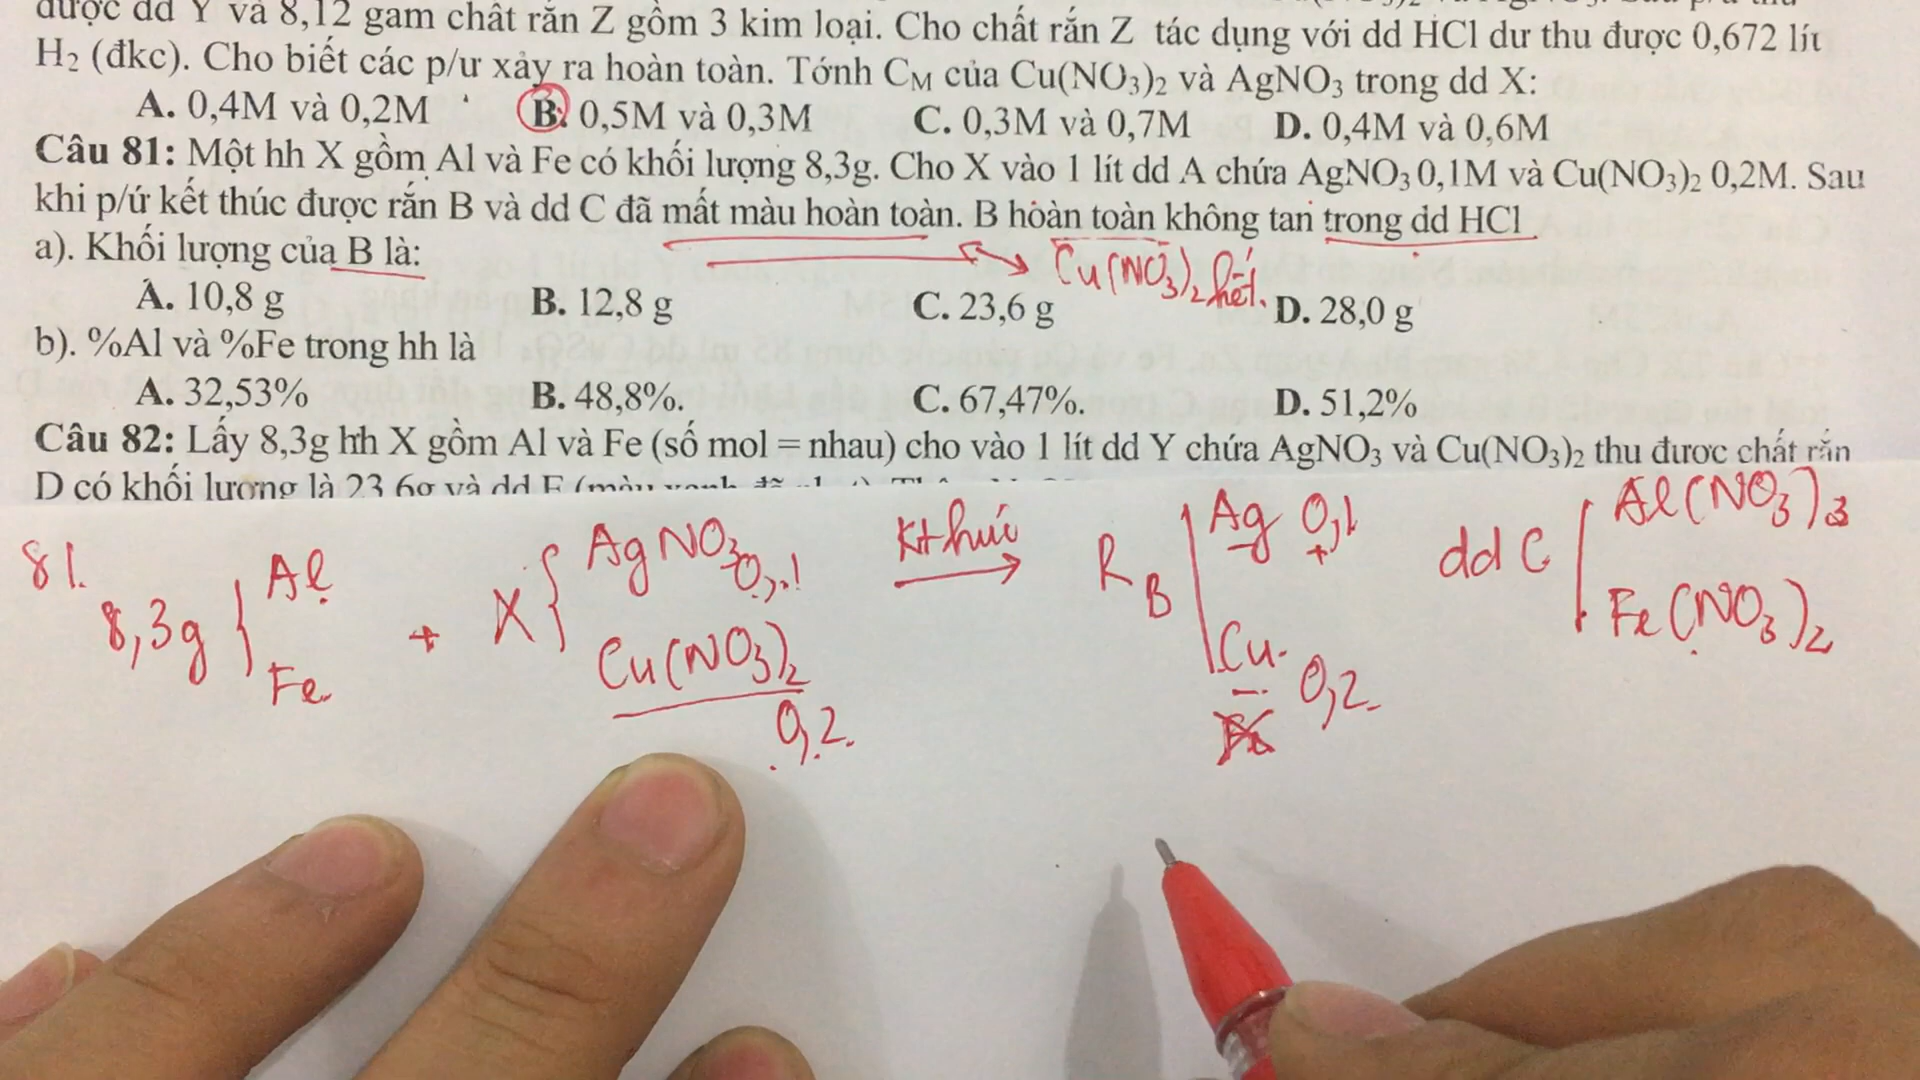 được dd Y và 8,12 gam chất rắn Z gồm 3 kim loại. Cho chất rắn Z tác dụng với dd HCl dư thu được 0,672 lít
H₂ (đkc). Cho biết các p/ư xảy ra hoàn toàn. Tớnh C_M của Cu(NO₃)₂ và AgNO₃ trong dd X:
A. 0,4M và 0,2M B. 0,5M và 0,3M C. 0,3M và 0,7M D. 0,4M và 0,6M
Câu 81: Một hh X gồm Al và Fe có khối lượng 8,3g. Cho X vào 1 lít dd A chứa AgNO₃ 0,1M và Cu(NO₃)₂ 0,2M. Sau
khi p/ứ kết thúc được rắn B và dd C đã mất màu hoàn toàn. B hoàn toàn không tan trong dd HCl
a). Khối lượng của B là:
Cu(NO₃)₂ hết.
A. 10,8 g B. 12,8 g C. 23,6 g D. 28,0 g
b). %Al và %Fe trong hh là
A. 32,53% B. 48,8%. C. 67,47%. D. 51,2%
Câu 82: Lấy 8,3g hh X gồm Al và Fe (số mol = nhau) cho vào 1 lít dd Y chứa AgNO₃ và Cu(NO₃)₂ thu được chất rắn
D có khối lượng là 23,6g và dd
81. 8,3g { Al Fe + X { AgNO₃ 0,1 Cu(NO₃)₂ 0,2. Kthúc → R_B | Ag 0,1 + Cu 0,2. dd C [ Al(NO₃)₃ Fe(NO₃)₂